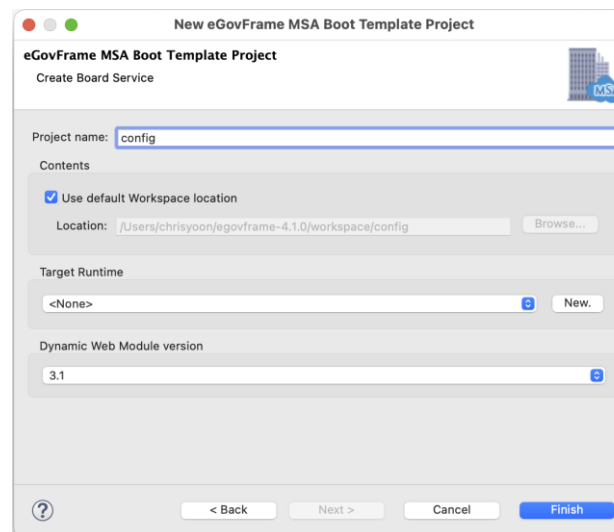 New eGovFrame MSA Boot Template Project
eGovFrame MSA Boot Template Project
Create Board Service
MSA
Project name: config
Contents
Use default Workspace location
Location: /Users/chrisyoon/egovframe-4.1.0/workspace/config Browse...
Target Runtime
<None> New.
Dynamic Web Module version
3.1
? < Back Next > Cancel Finish